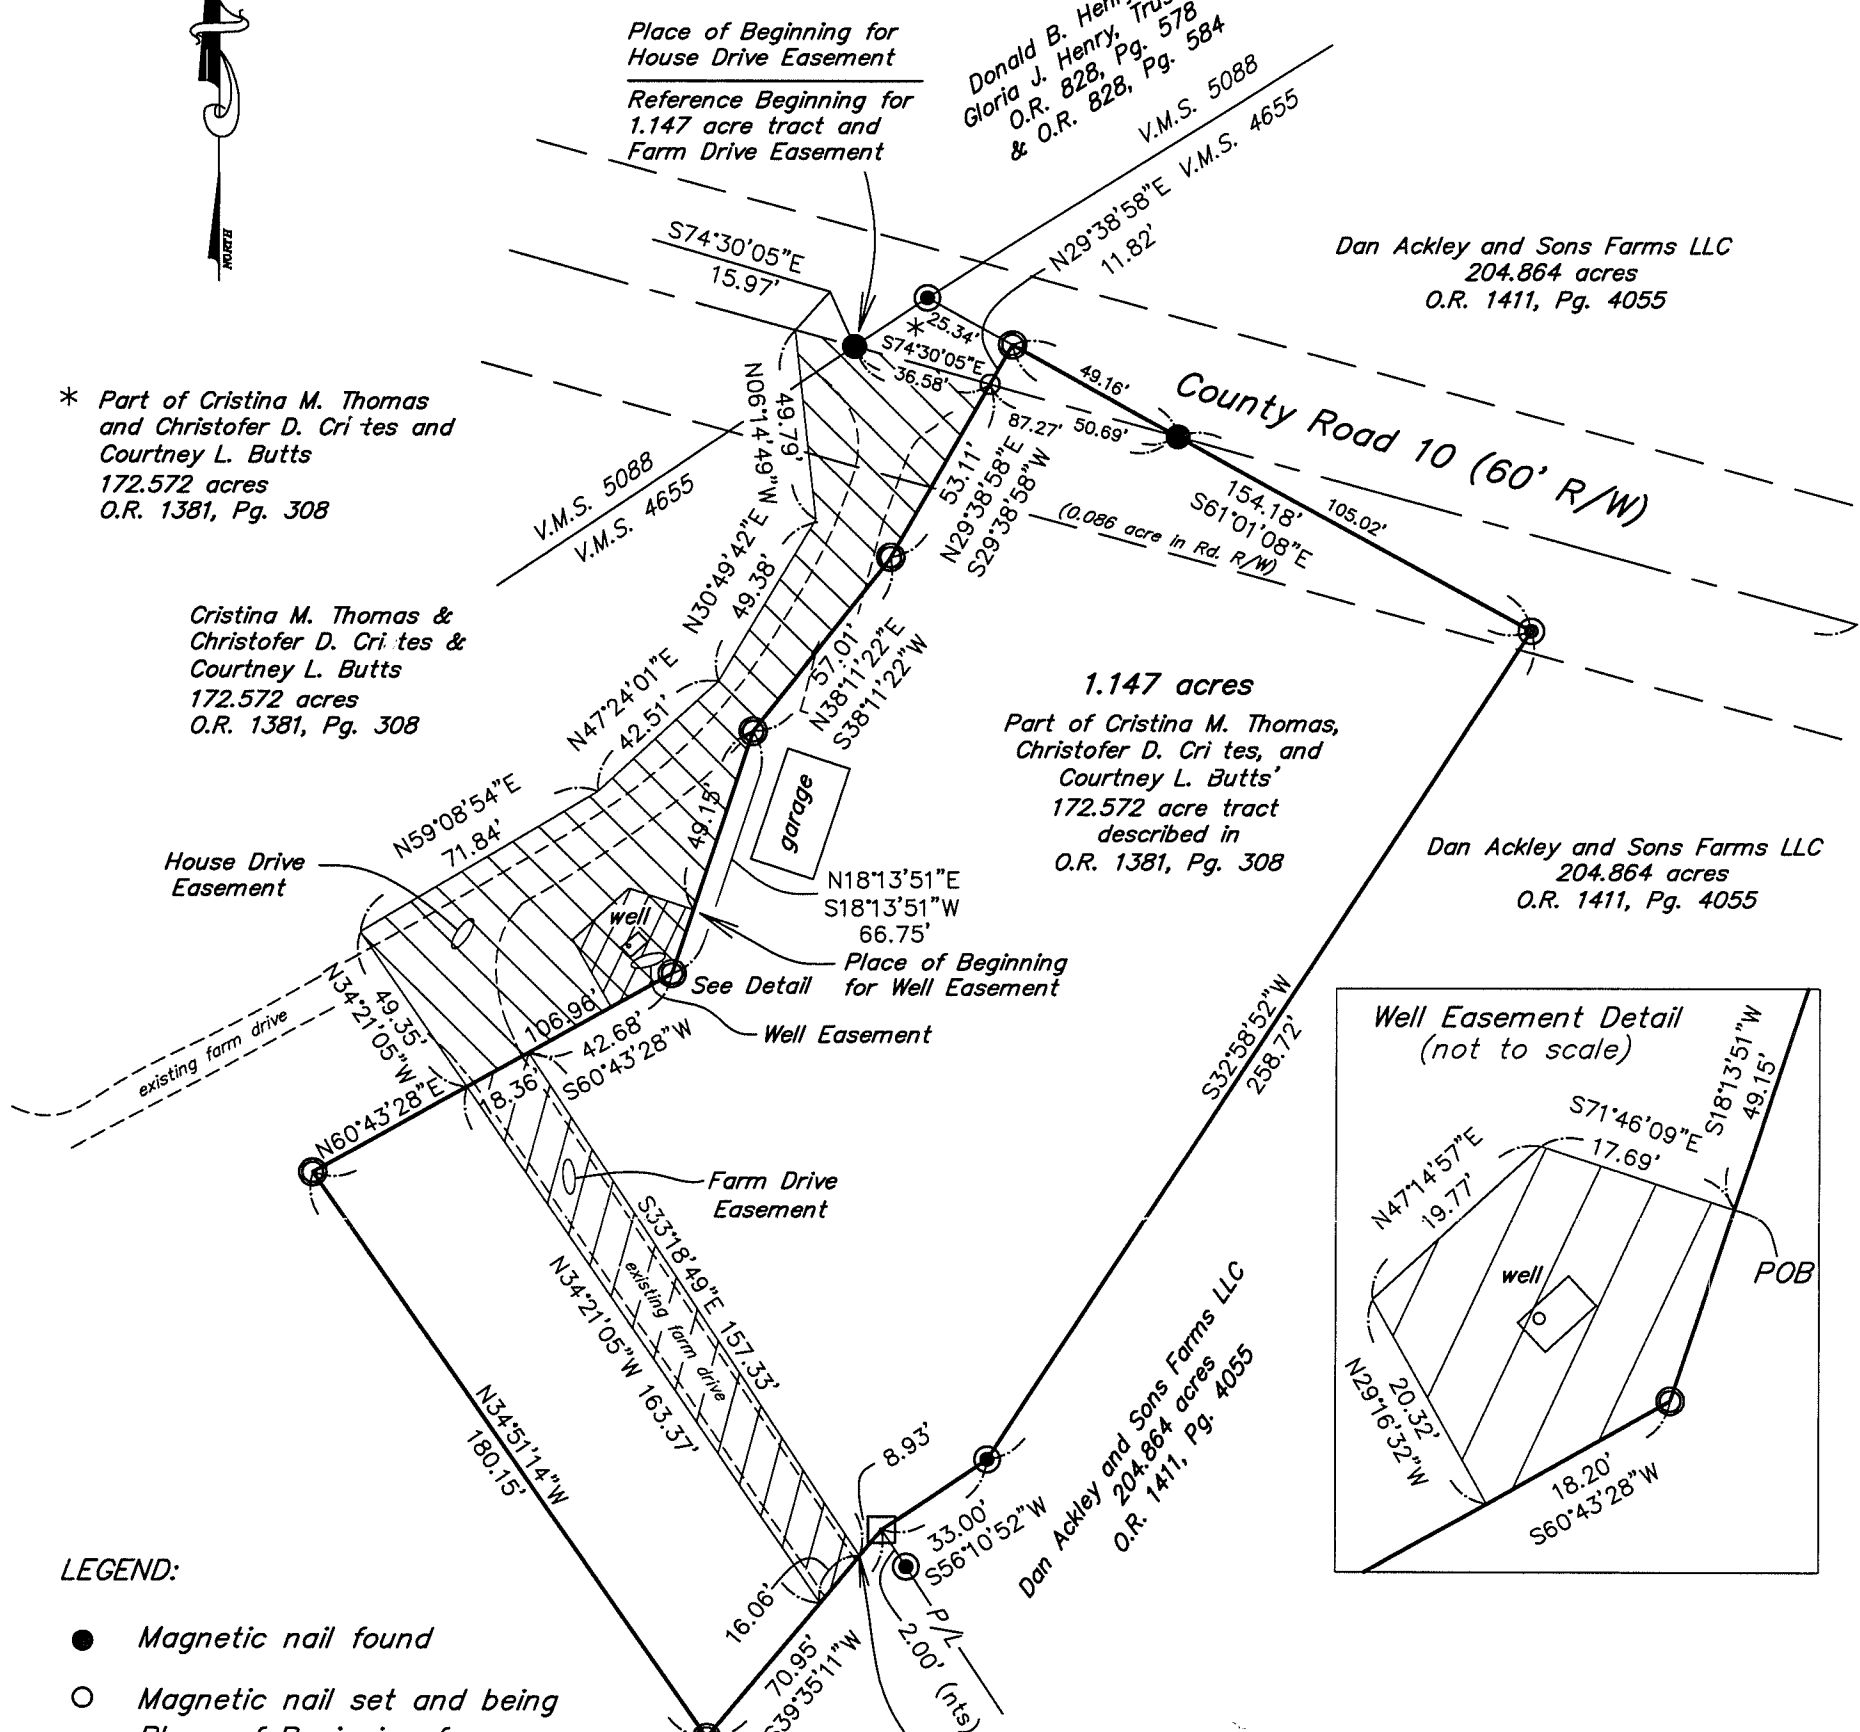 Place of Beginning for
House Drive Easement
Reference Beginning for
1.147 acre tract and
Farm Drive Easement
Donald B. Henry
Gloria J. Henry,
O.R. 828, Pg. 578
& O.R. 828, Pg. 584
V.M.S. 5088
V.M.S. 4655
NORTH
N29°38'58"E
11.82'
S74°30'05"E
15.97'
Dan Ackley and Sons Farms LLC
204.864 acres
O.R. 1411, Pg. 4055
* 25.34'
S74°30'05"E
36.58'
49.16'
County Road 10 (60' R/W)
87.27' 50.69'
154.18' 105.02'
S61°01'08"E
(0.086 acre in Rd. R/W)
* Part of Cristina M. Thomas
and Christofer D. Cri tes and
Courtney L. Butts
172.572 acres
O.R. 1381, Pg. 308
N06°14'49"W
49.79'
V.M.S. 5088
V.M.S. 4655
53.11'
N29°38'58"E
S29°38'58"W
N30°49'42"E
49.38'
Cristina M. Thomas &
Christofer D. Cri tes &
Courtney L. Butts
172.572 acres
O.R. 1381, Pg. 308
57.01'
N38°11'22"E
S38°11'22"W
N47°24'01"E
42.51'
1.147 acres
Part of Cristina M. Thomas,
Christofer D. Cri tes, and
Courtney L. Butts'
172.572 acre tract
described in
O.R. 1381, Pg. 308
garage
49.15'
N59°08'54"E
71.84'
House Drive
Easement
N18°13'51"E
S18°13'51"W
66.75'
Dan Ackley and Sons Farms LLC
204.864 acres
O.R. 1411, Pg. 4055
well
Place of Beginning
for Well Easement
See Detail
Well Easement
existing farm drive
49.35'
N34°21'05"W
106.96'
42.68'
S60°43'28"W
18.36'
N60°43'28"E
S32°58'52"W
258.72'
Farm Drive
Easement
S33°18'49"E 157.33'
existing farm drive
N34°21'05"W 163.37'
N34°51'14"W
180.15'
8.93'
33.00'
S56°10'52"W
16.06'
70.95'
S39°35'11"W
P/L
2.00' (nts)
Dan Ackley and Sons Farms LLC
204.864 acres
O.R. 1411, Pg. 4055
Well Easement Detail
(not to scale)
S18°13'51"W
49.15'
S71°46'09"E
17.69'
N47°14'57"E
19.77'
well
POB
20.32'
N29°16'32"W
18.20'
S60°43'28"W
LEGEND:
Magnetic nail found
Magnetic nail set and being